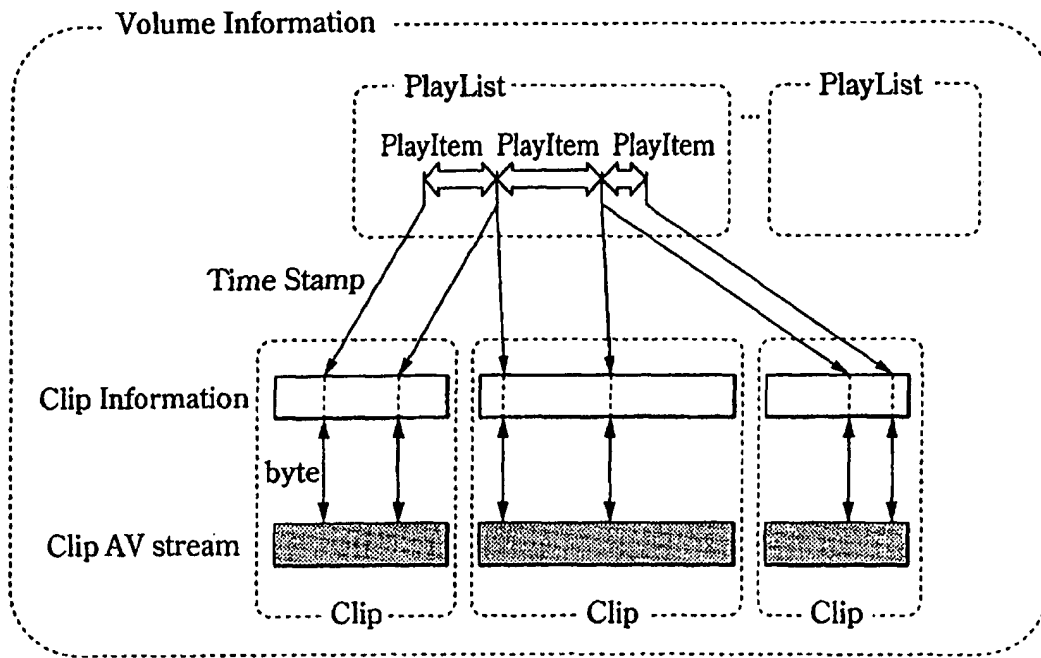 Volume Information
PlayList
...
PlayList
PlayItem PlayItem PlayItem
Time Stamp
Clip Information
byte
Clip AV stream
Clip
Clip
Clip